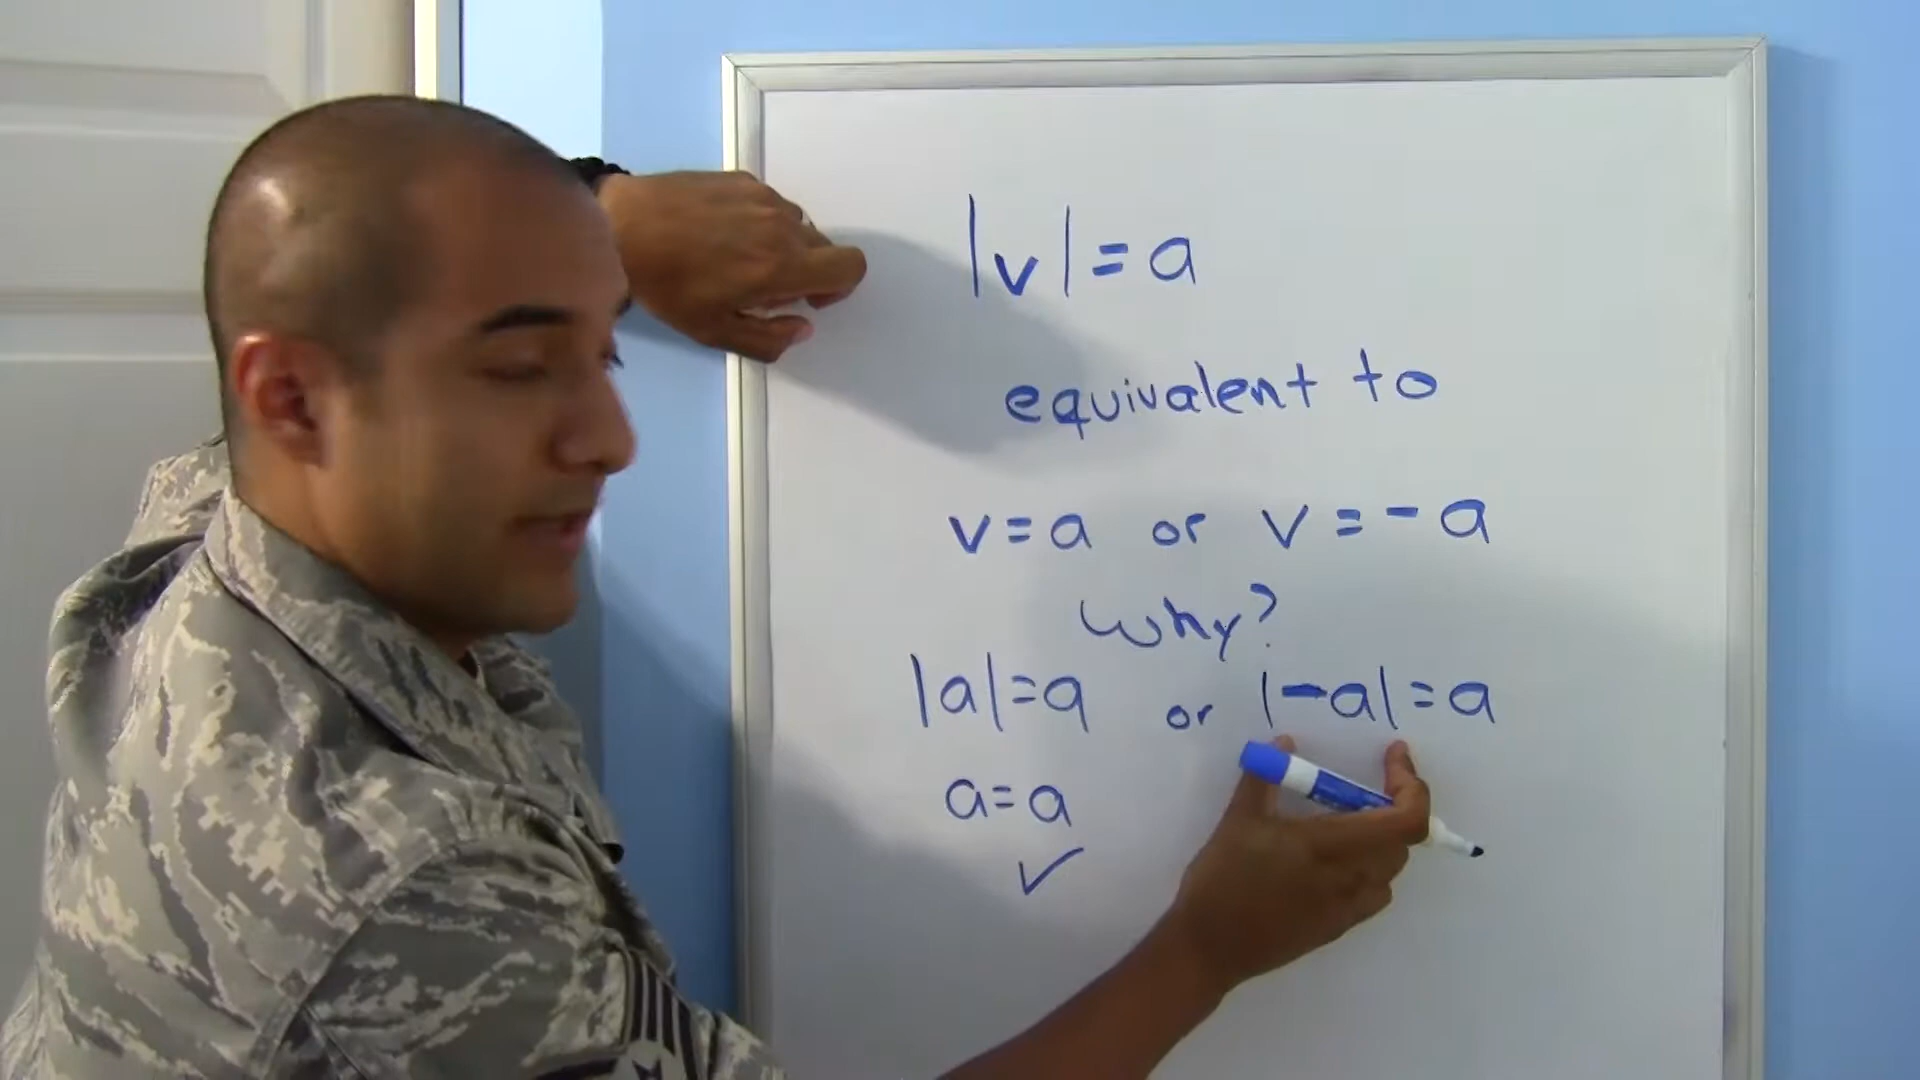 |v| = a
equivalent to
v = a or v = - a
Why?
|a| = a or |-a| = a
a = a
✓